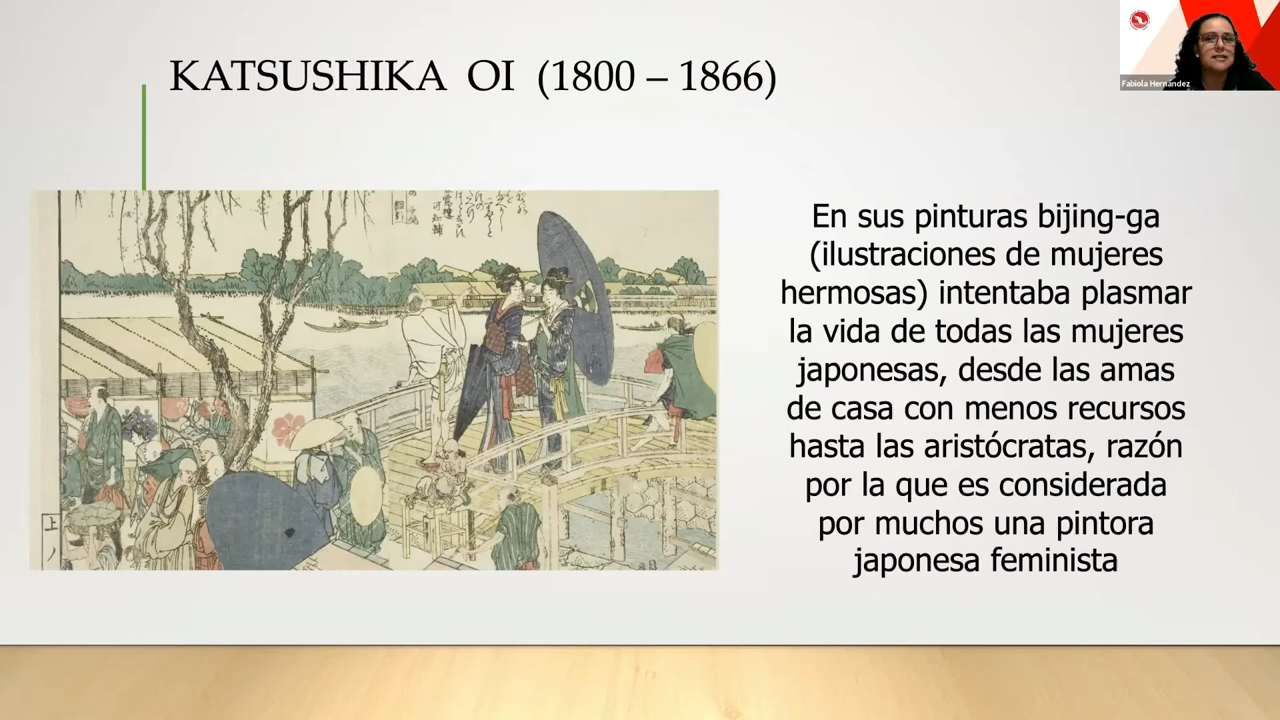 KATSUSHIKA OI (1800 – 1866)
Fabiola Hernández
En sus pinturas bijing-ga
(ilustraciones de mujeres
hermosas) intentaba plasmar
la vida de todas las mujeres
japonesas, desde las amas
de casa con menos recursos
hasta las aristócratas, razón
por la que es considerada
por muchos una pintora
japonesa feminista
上